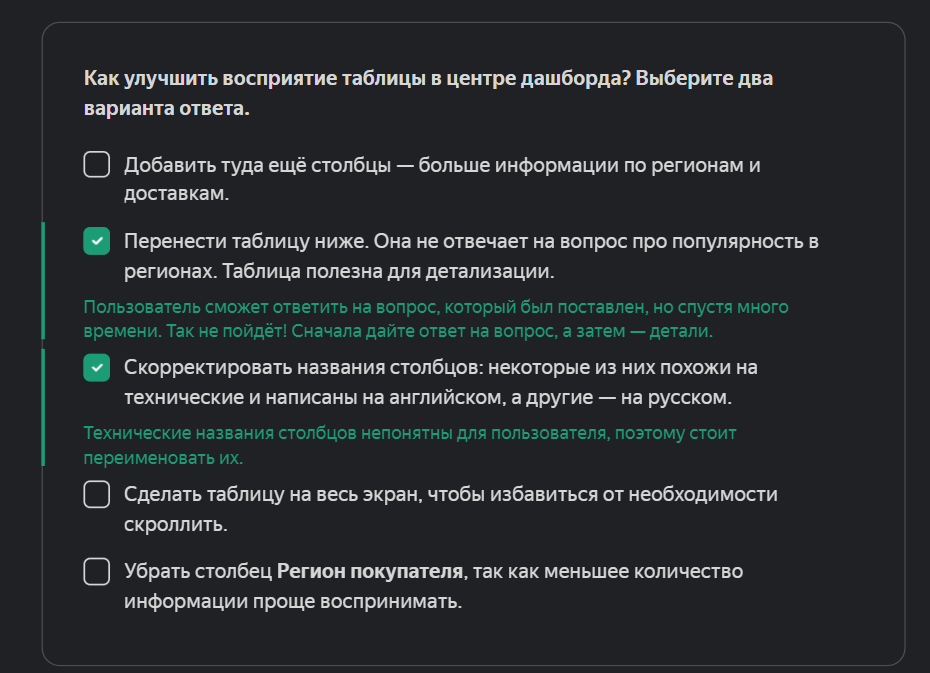 Как улучшить восприятие таблицы в центре дашборда? Выберите два
варианта ответа.
Добавить туда ещё столбцы — больше информации по регионам и
доставкам.
Перенести таблицу ниже. Она не отвечает на вопрос про популярность в
регионах. Таблица полезна для детализации.
Пользователь сможет ответить на вопрос, который был поставлен, но спустя много
времени. Так не пойдёт! Сначала дайте ответ на вопрос, а затем — детали.
Скорректировать названия столбцов: некоторые из них похожи на
технические и написаны на английском, а другие — на русском.
Технические названия столбцов непонятны для пользователя, поэтому стоит
переименовать их.
Сделать таблицу на весь экран, чтобы избавиться от необходимости
скроллить.
Убрать столбец Регион покупателя, так как меньшее количество
информации проще воспринимать.